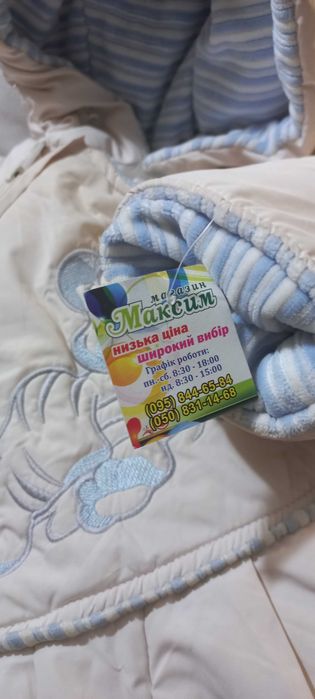 магазин
Максим
низька ціна
широкий вибір
Графік роботи:
пн.-сб. 8:30 - 18:00
нд. 8:30 - 15:00
(095) 844-65-84
(050) 831-14-68